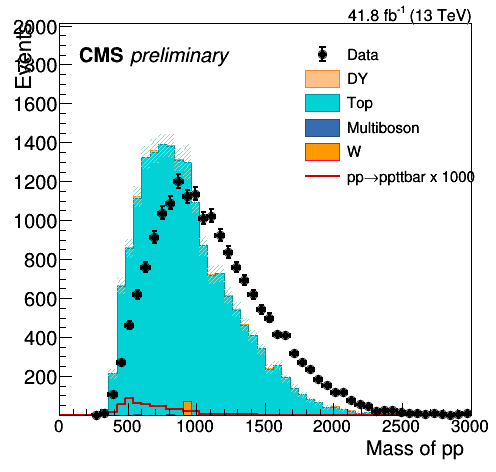 41.8 fb⁻¹ (13 TeV)
CMS preliminary
Events
Data
DY
Top
Multiboson
W
pp→ppttbar x 1000
2000
1800
1600
1400
1200
1000
800
600
400
200
0 500 1000 1500 2000 2500 3000
Mass of pp